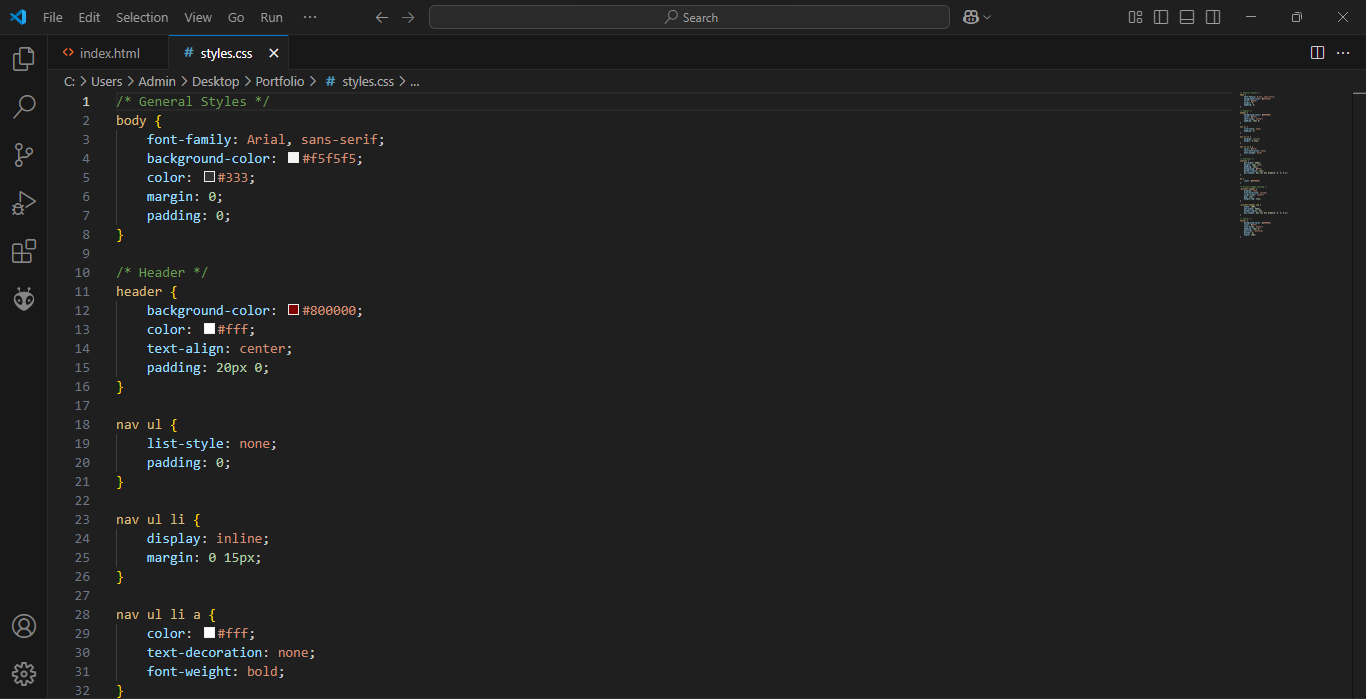 File Edit Selection View Go Run ...
Search
index.html
# styles.css
C: > Users > Admin > Desktop > Portfolio > # styles.css > ...
1 /* General Styles */
2 body {
3 font-family: Arial, sans-serif;
4 background-color: #f5f5f5;
5 color: #333;
6 margin: 0;
7 padding: 0;
8 }
9
10 /* Header */
11 header {
12 background-color: #800000;
13 color: #fff;
14 text-align: center;
15 padding: 20px 0;
16 }
17
18 nav ul {
19 list-style: none;
20 padding: 0;
21 }
22
23 nav ul li {
24 display: inline;
25 margin: 0 15px;
26 }
27
28 nav ul li a {
29 color: #fff;
30 text-decoration: none;
31 font-weight: bold;
32 }